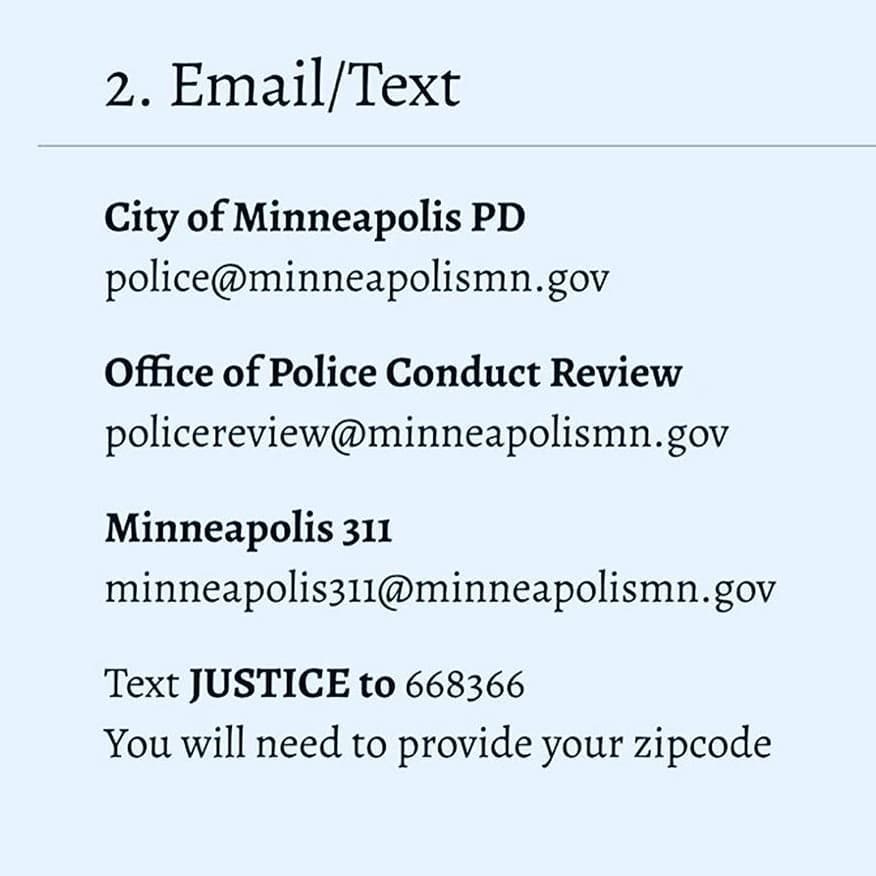 2. Email/Text
City of Minneapolis PD
police@minneapolismn.gov
Office of Police Conduct Review
policereview@minneapolismn.gov
Minneapolis 311
minneapolis311@minneapolismn.gov
Text JUSTICE to 668366
You will need to provide your zipcode